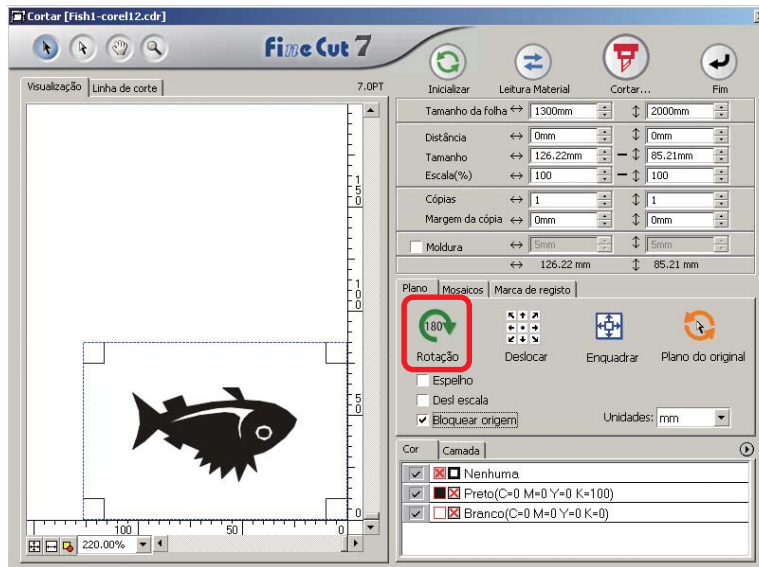 Cortar [Fish1-corel12.cdr]
Fine Cut 7
Inicializar Leitura Material Cortar... Fim
Visualização Linha de corte 7.0PT
Tamanho da folha 1300mm 2000mm
Distância 0mm 0mm
Tamanho 126.22mm 85.21mm
Escala(%) 100 100
Cópias 1 1
Margem da cópia 0mm 0mm
Moldura 5mm 5mm
126.22 mm 85.21 mm
Plano Mosaicos Marca de registo
180
Rotação Deslocar Enquadrar Plano do original
Espelho
Desl escala
Bloquear origem Unidades: mm
Cor Camada
Nenhuma
Preto(C=0 M=0 Y=0 K=100)
Branco(C=0 M=0 Y=0 K=0)
150
100
50
0
100 50 0
220.00%